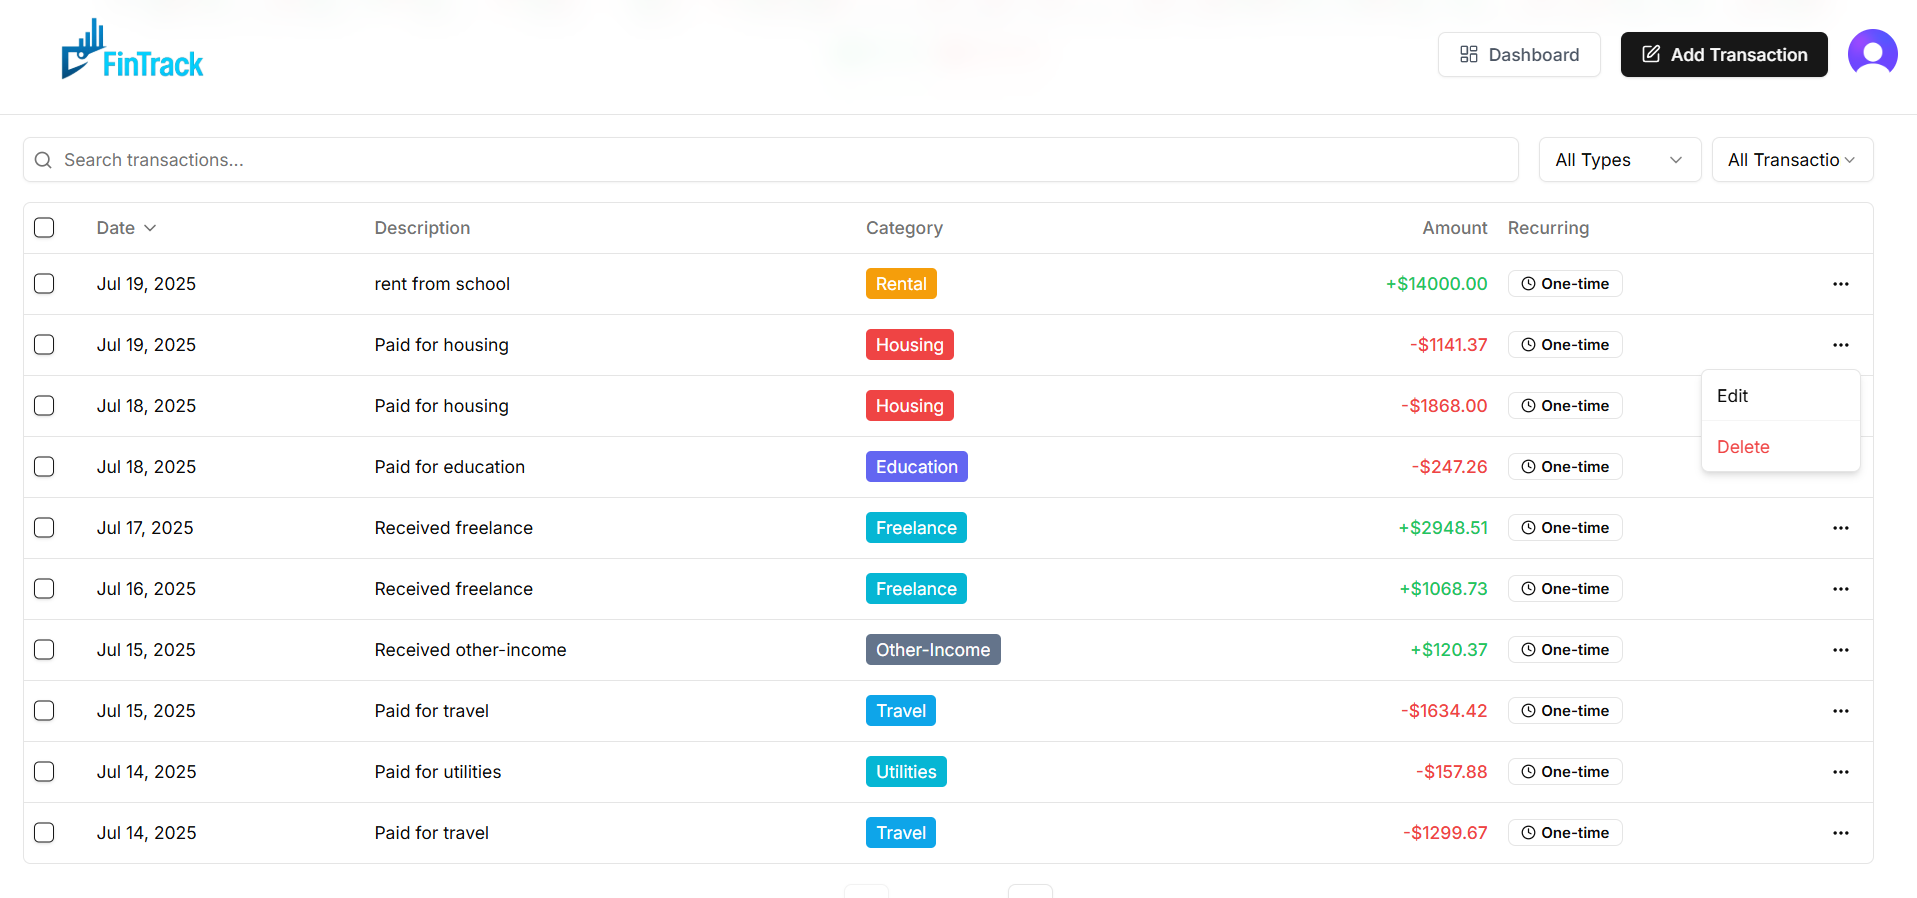 FinTrack
Dashboard
Add Transaction
Search transactions...
All Types
All Transactio
Date Description Category Amount Recurring
Jul 19, 2025 rent from school Rental +$14000.00 One-time
Jul 19, 2025 Paid for housing Housing -$1141.37 One-time
Jul 18, 2025 Paid for housing Housing -$1868.00 One-time
Edit
Jul 18, 2025 Paid for education Education -$247.26 One-time
Delete
Jul 17, 2025 Received freelance Freelance +$2948.51 One-time
Jul 16, 2025 Received freelance Freelance +$1068.73 One-time
Jul 15, 2025 Received other-income Other-Income +$120.37 One-time
Jul 15, 2025 Paid for travel Travel -$1634.42 One-time
Jul 14, 2025 Paid for utilities Utilities -$157.88 One-time
Jul 14, 2025 Paid for travel Travel -$1299.67 One-time